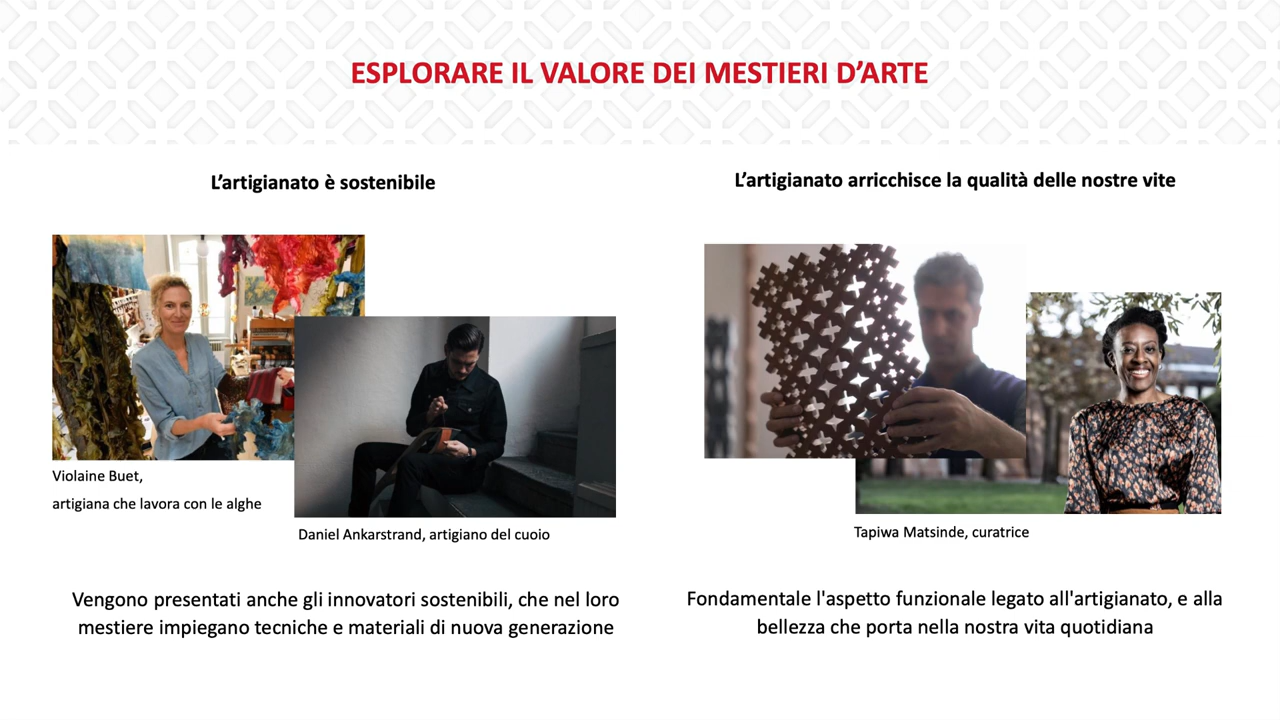 ESPLORARE IL VALORE DEI MESTIERI D’ARTE
L’artigianato è sostenibile
Violaine Buet,
artigiana che lavora con le alghe
Daniel Ankarstrand, artigiano del cuoio
Vengono presentati anche gli innovatori sostenibili, che nel loro
mestiere impiegano tecniche e materiali di nuova generazione
L’artigianato arricchisce la qualità delle nostre vite
Tapiwa Matsinde, curatrice
Fondamentale l'aspetto funzionale legato all'artigianato, e alla
bellezza che porta nella nostra vita quotidiana